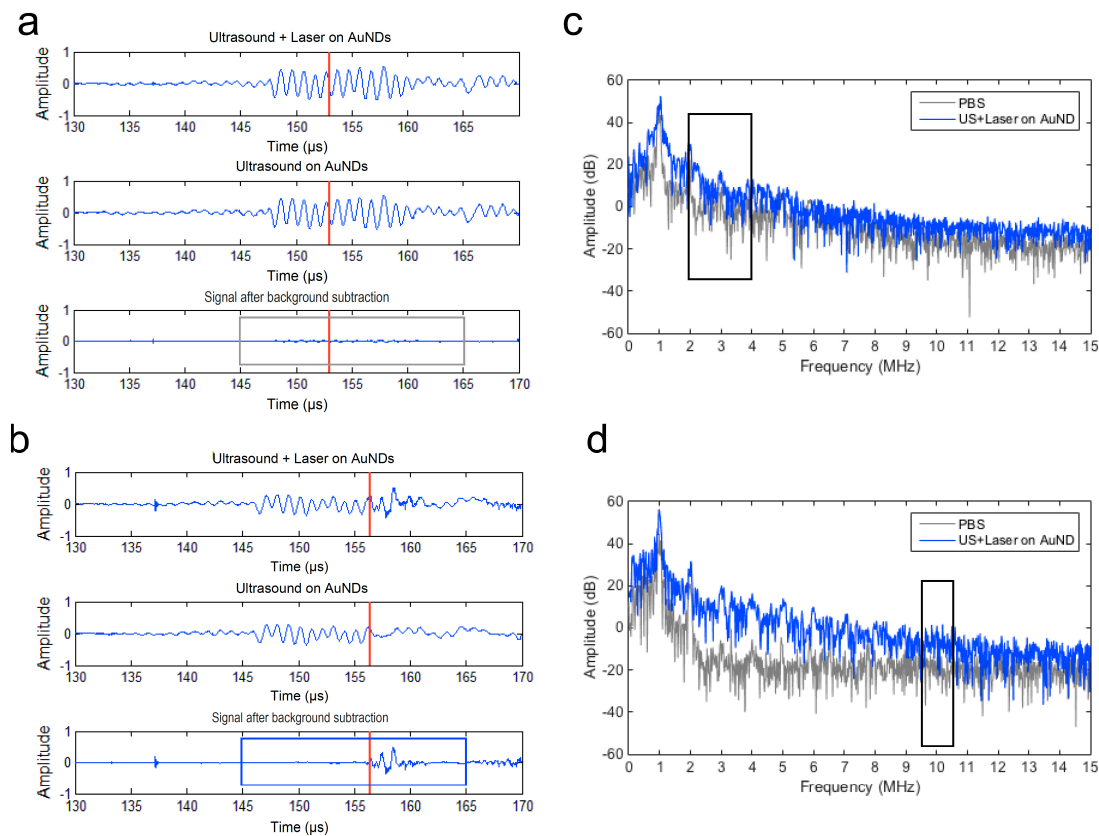 a
Ultrasound + Laser on AuNDs
Amplitude
1
0
-1
130 135 140 145 150 155 160 165
Time (µs)
Ultrasound on AuNDs
Amplitude
1
0
-1
130 135 140 145 150 155 160 165
Time (µs)
Signal after background subtraction
Amplitude
1
0
-1
130 135 140 145 150 155 160 165 170
Time (µs)
b
Ultrasound + Laser on AuNDs
Amplitude
1
0
-1
130 135 140 145 150 155 160 165 170
Time (µs)
Ultrasound on AuNDs
Amplitude
1
0
-1
130 135 140 145 150 155 160 165 170
Time (µs)
Signal after background subtraction
Amplitude
1
0
-1
130 135 140 145 150 155 160 165 170
Time (µs)
c
PBS
US+Laser on AuND
Amplitude (dB)
60
40
20
0
-20
-40
-60
0 1 2 3 4 5 6 7 8 9 10 11 12 13 14 15
Frequency (MHz)
d
PBS
US+Laser on AuND
Amplitude (dB)
60
40
20
0
-20
-40
-60
0 1 2 3 4 5 6 7 8 9 10 11 12 13 14 15
Frequency (MHz)